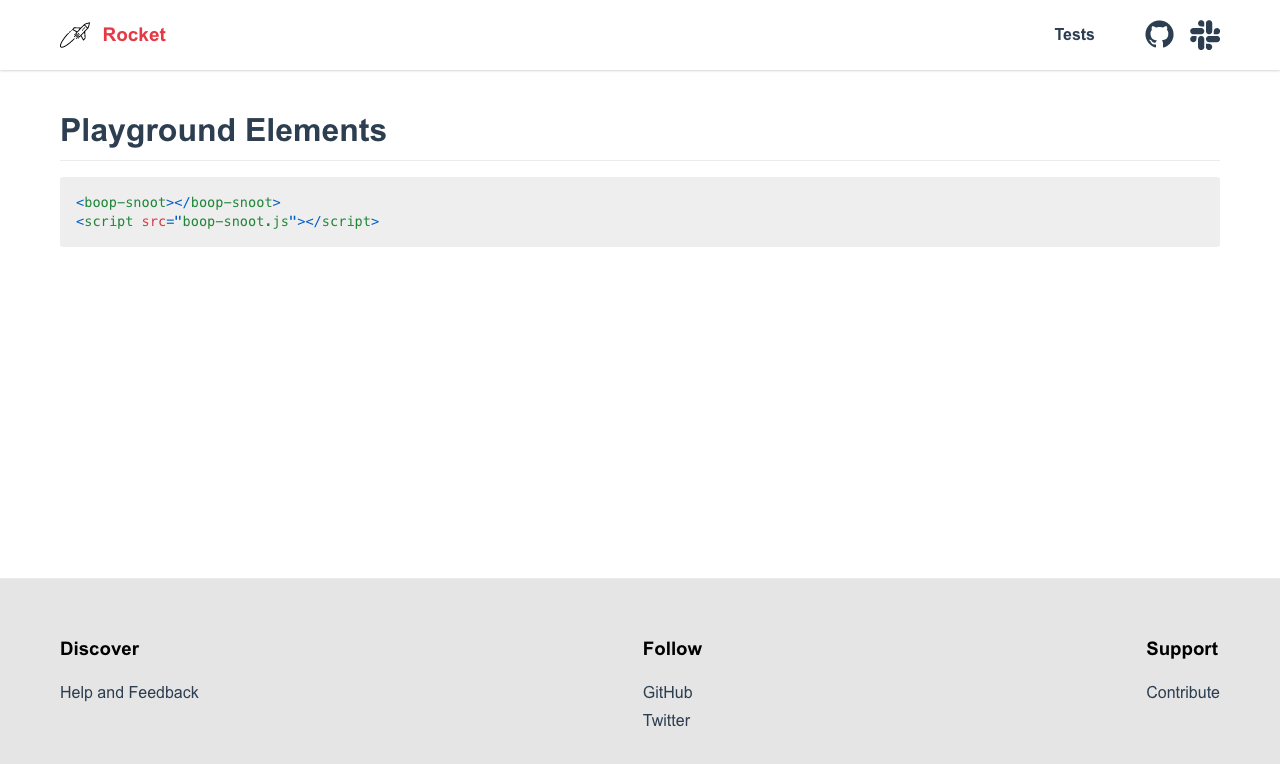 Rocket
Tests
Playground Elements
<boop-snoot></boop-snoot>
<script src="boop-snoot.js"></script>
Discover
Help and Feedback
Follow
GitHub
Twitter
Support
Contribute